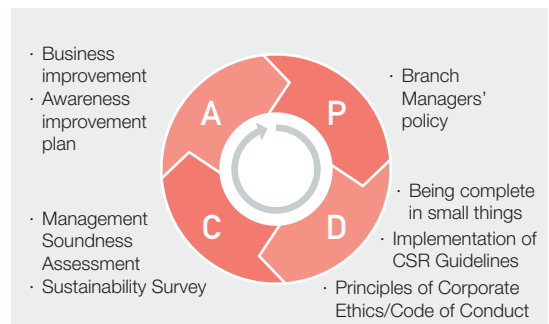 · Business
improvement
· Awareness
improvement
plan
A
P
· Branch
Managers'
policy
· Management
Soundness
Assessment
· Sustainability Survey
C
D
· Being complete
in small things
· Implementation of
CSR Guidelines
· Principles of Corporate
Ethics/Code of Conduct